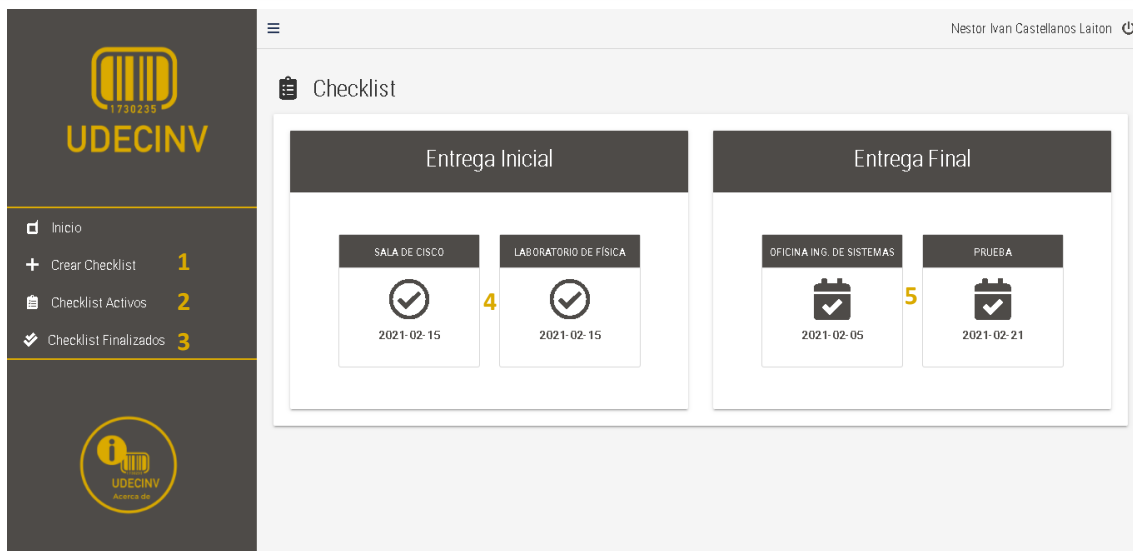 1730235
UDECINV
Inicio
Crear Checklist 1
Checklist Activos 2
Checklist Finalizados 3
i
UDECINV
Acerca de
Nestor Ivan Castellanos Laiton
Checklist
Entrega Inicial
SALA DE CISCO
2021-02-15
4
LABORATORIO DE FÍSICA
2021-02-15
Entrega Final
OFICINA ING. DE SISTEMAS
2021-02-05
5
PRUEBA
2021-02-21